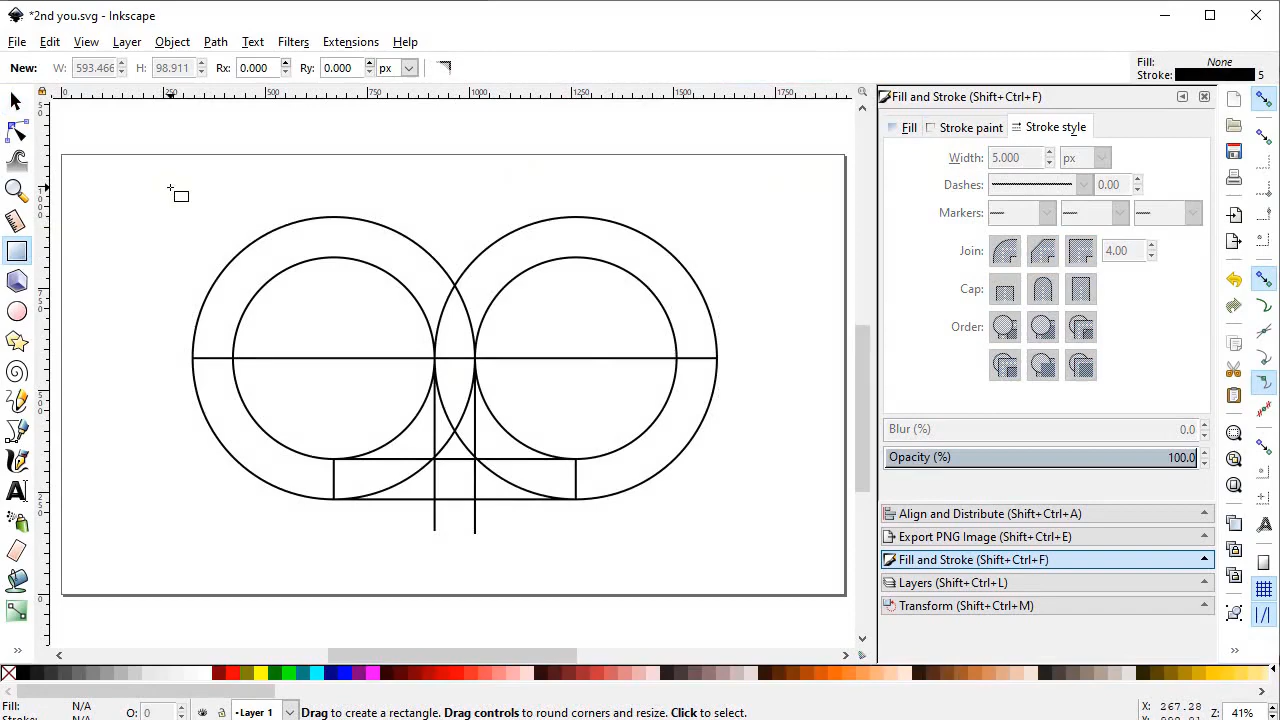 *2nd you.svg - Inkscape
File Edit View Layer Object Path Text Filters Extensions Help
New: W: 593.466 H: 98.911 Rx: 0.000 Ry: 0.000 px
Fill: None
Stroke: 5
0 250 500 750 1000 1250 1500 1750
Fill and Stroke (Shift+Ctrl+F)
Fill Stroke paint Stroke style
Width: 5.000 px
Dashes: 0.00
Markers:
Join: 4.00
Cap:
Order:
Blur (%) 0.0
Opacity (%) 100.0
Align and Distribute (Shift+Ctrl+A)
Export PNG Image (Shift+Ctrl+E)
Fill and Stroke (Shift+Ctrl+F)
Layers (Shift+Ctrl+L)
Transform (Shift+Ctrl+M)
Fill: N/A
Stroke: N/A
O: 0
Layer 1
Drag to create a rectangle. Drag controls to round corners and resize. Click to select.
X: 267.28
Z: 41%